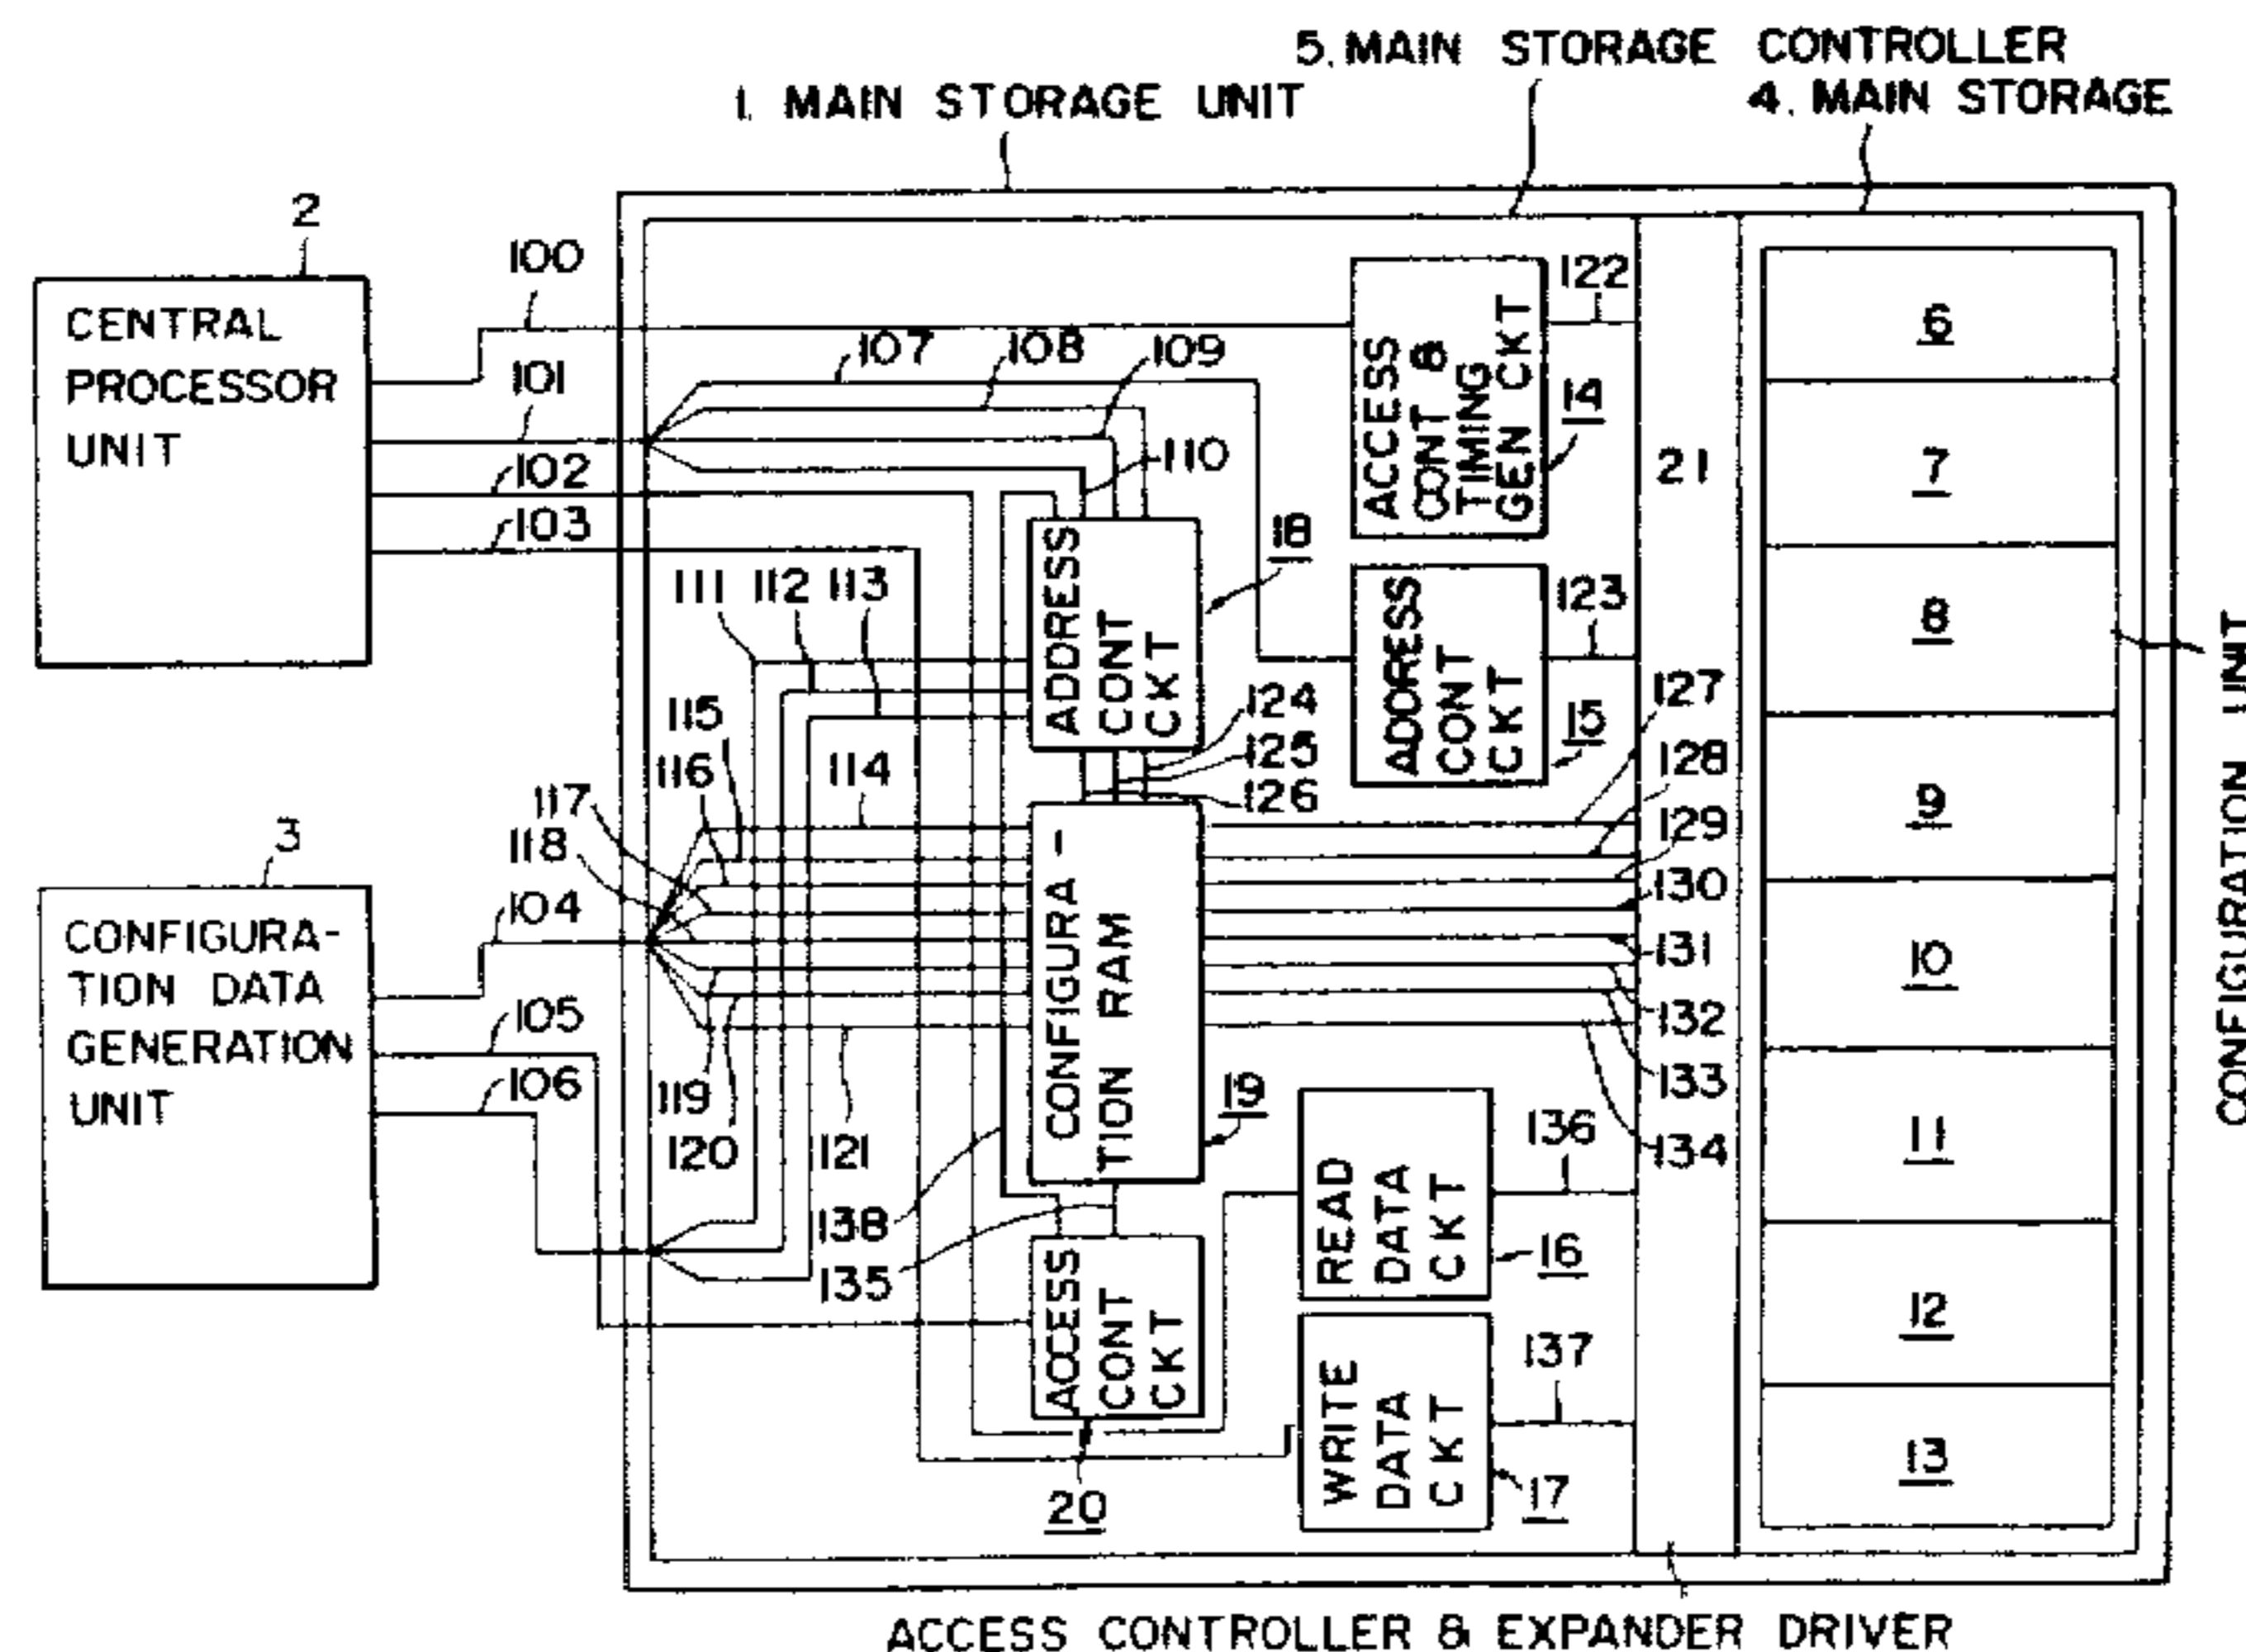 5. MAIN STORAGE CONTROLLER
1. MAIN STORAGE UNIT
4. MAIN STORAGE
2
CENTRAL
PROCESSOR
UNIT
100
101
102
103
107
108
109
110
ACCESS
CONT &
TIMING
GEN CKT
14
122
21
6
7
8
9
10
11
12
13
CONFIGURATION UNIT
ADDRESS
CONT
CKT
18
ADDRESS
CONT
CKT
15
123
111
112
113
114
115
116
117
118
124
125
126
127
128
129
130
131
132
133
134
3
CONFIGURA-
TION DATA
GENERATION
UNIT
104
105
106
119
120
121
CONFIGURA-
TION RAM
19
138
135
ACCESS
CONT
CKT
20
READ
DATA
CKT
16
136
WRITE
DATA
CKT
17
137
ACCESS CONTROLLER & EXPANDER DRIVER